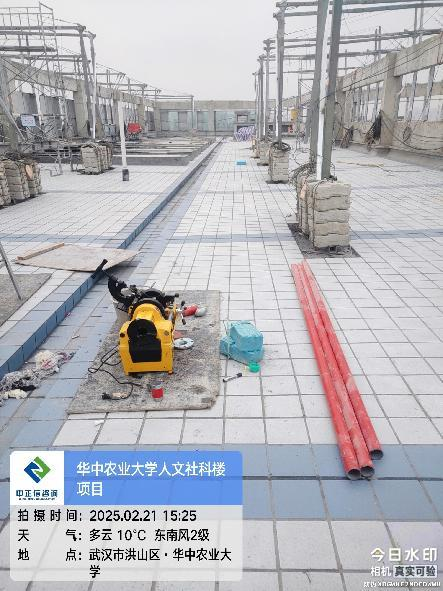 华中农业大学人文社科楼
项目
中正信咨询
拍摄时间：2025.02.21 15:25
天 气：多云 10°C 东南风2级
地 点：武汉市洪山区·华中农业大
学
今日水印
相机 真实可验